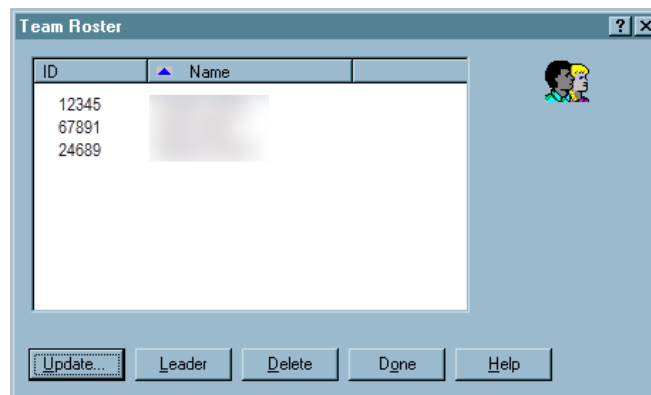 Team Roster
ID Name
12345
67891
24689
Update... Leader Delete Done Help